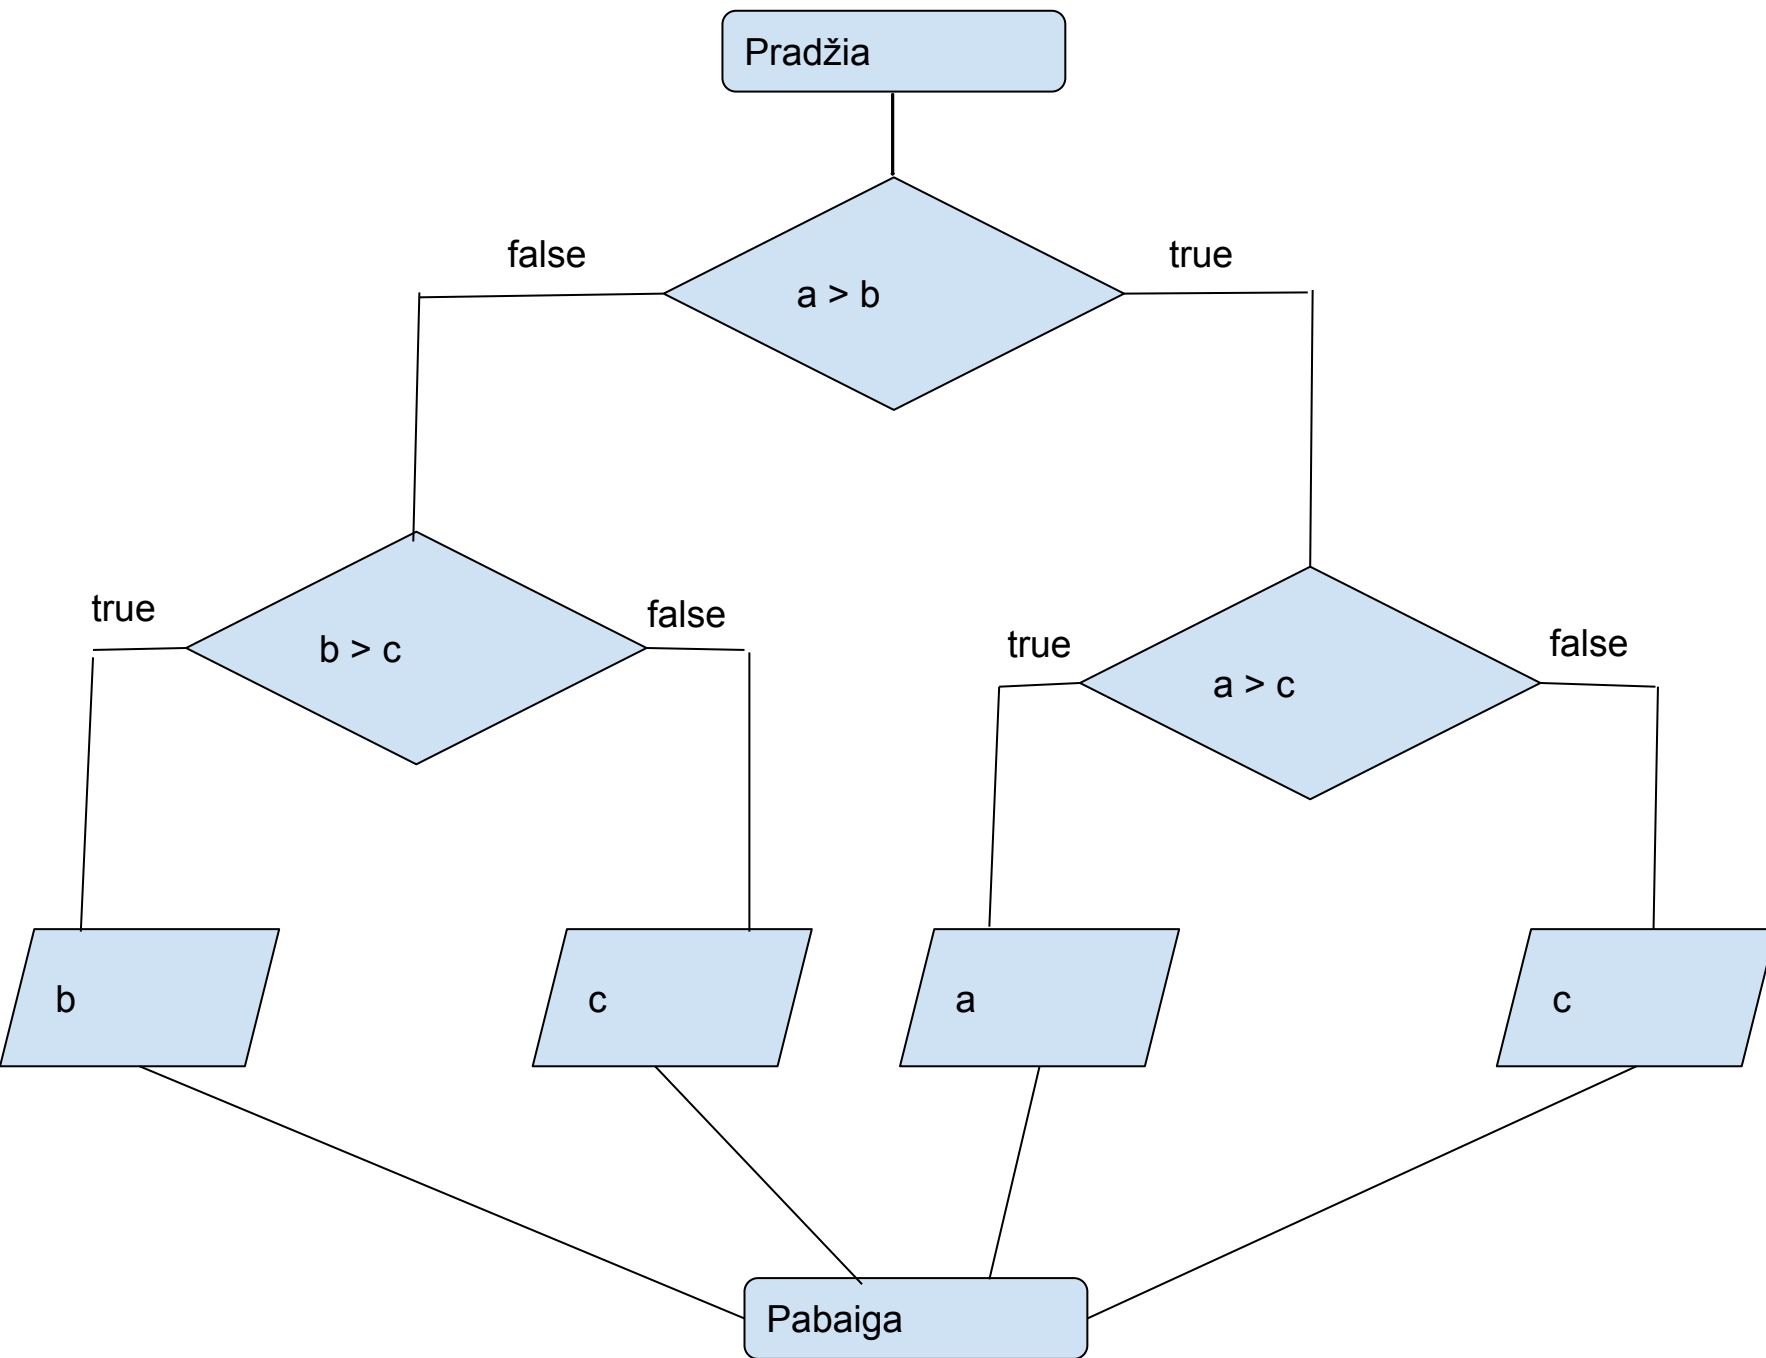 Pradžia
false
true
a > b
true
false
b > c
true
false
a > c
b
c
a
c
Pabaiga